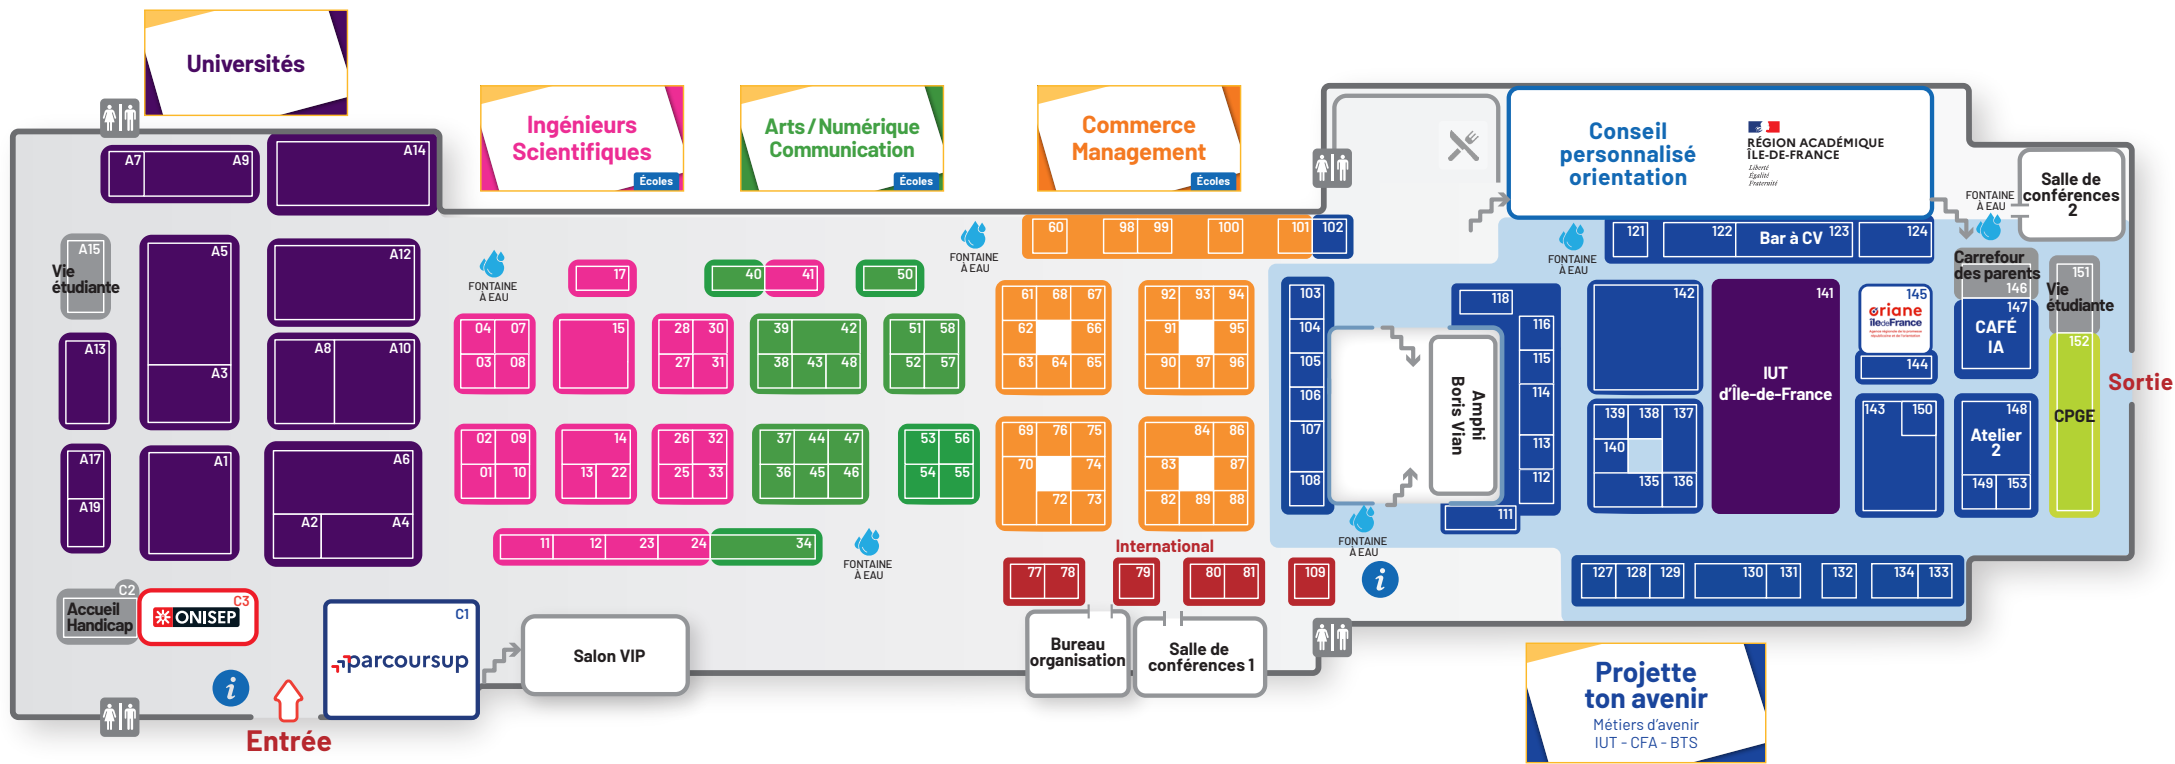 Universités
Ingénieurs
Scientifiques
Écoles
Arts / Numérique
Communication
Écoles
Commerce
Management
Écoles
Conseil
personnalisé
orientation
RÉGION ACADÉMIQUE
ÎLE-DE-FRANCE
Liberté
Égalité
Fraternité
FONTAINE
À EAU
Salle de
conférences
2
A7
A9
A14
A15
Vie
étudiante
A5
A3
A12
A13
A8
A10
A17
A19
A1
A6
A2
A4
C2
Accueil
Handicap
C3
ONISEP
C1
parcoursup
Entrée
Salon VIP
FONTAINE
À EAU
17
40
41
50
04
07
03
08
15
28
30
27
31
39
42
38
43
48
51
58
52
57
02
09
01
10
14
13
22
26
32
25
33
37
44
47
36
45
46
53
56
54
55
11
12
23
24
34
FONTAINE
À EAU
FONTAINE
À EAU
60
98
99
100
101
102
61
68
67
62
66
63
64
65
92
93
94
91
95
90
97
96
69
76
75
70
74
72
73
84
86
83
87
82
89
88
International
77
78
79
80
81
109
Bureau
organisation
Salle de
conférences 1
103
104
105
106
107
108
Amphi
Boris Vian
118
116
115
114
113
112
111
FONTAINE
À EAU
FONTAINE
À EAU
121
122
Bar à CV
123
124
142
141
IUT
d'Île-de-France
139
138
137
140
135
136
145
oriane
îledeFrance
144
143
150
Carrefour
des parents
146
147
CAFÉ
IA
148
Atelier
2
149
153
151
Vie
étudiante
152
CPGE
Sortie
127
128
129
130
131
132
134
133
Projette
ton avenir
Métiers d'avenir
IUT - CFA - BTS